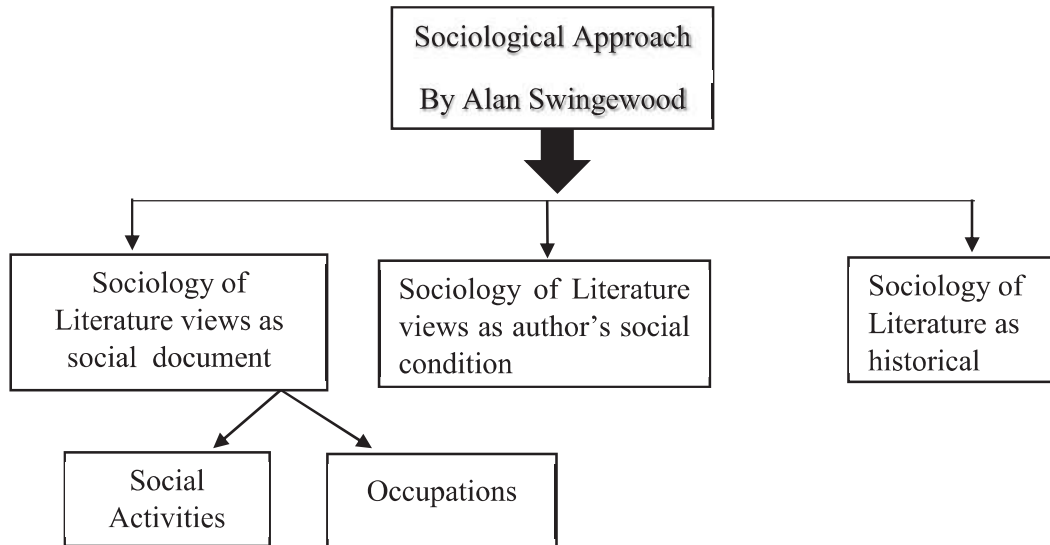 Sociological Approach
By Alan Swingewood
Sociology of
Literature views as
social document
Sociology of Literature
views as author's social
condition
Sociology of
Literature as
historical
Social
Activities
Occupations